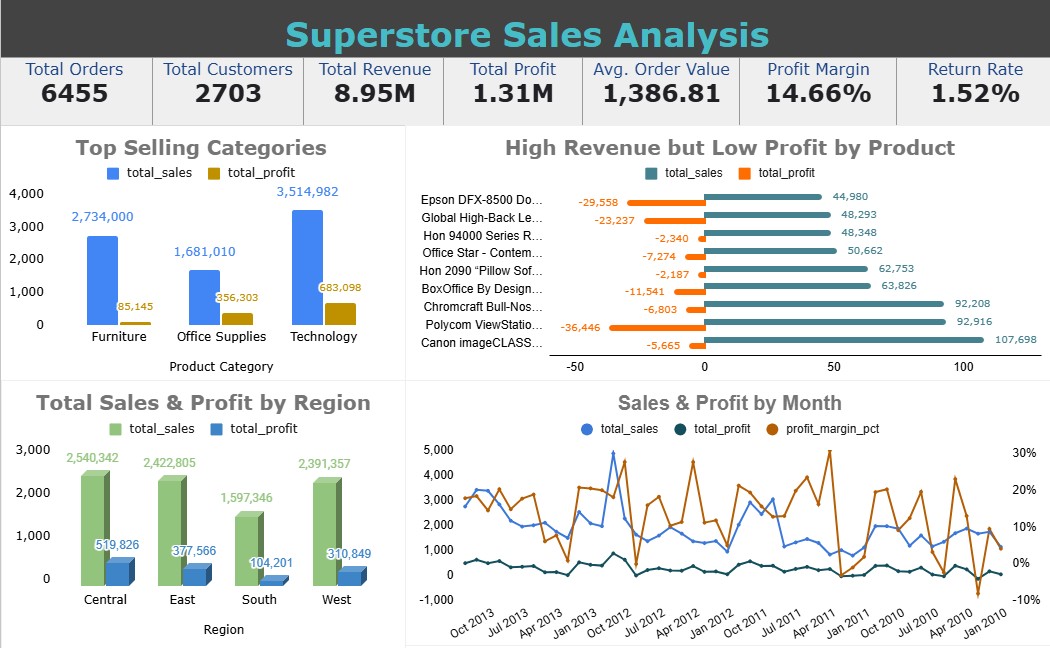 Superstore Sales Analysis
Total Orders
6455
Total Customers
2703
Total Revenue
8.95M
Total Profit
1.31M
Avg. Order Value
1,386.81
Profit Margin
14.66%
Return Rate
1.52%
Top Selling Categories
total_sales total_profit
4,000
3,000
2,000
1,000
0
2,734,000
85,145
1,681,010
356,303
3,514,982
683,098
Furniture Office Supplies Technology
Product Category
High Revenue but Low Profit by Product
total_sales total_profit
Epson DFX-8500 Do... -29,558 44,980
Global High-Back Le... -23,237 48,293
Hon 94000 Series R... -2,340 48,348
Office Star - Contem... -7,274 50,662
Hon 2090 “Pillow Sof... -2,187 62,753
BoxOffice By Design... -11,541 63,826
Chromcraft Bull-Nos... -6,803 92,208
Polycom ViewStatio... -36,446 92,916
Canon imageCLASS... -5,665 107,698
-50 0 50 100
Total Sales & Profit by Region
total_sales total_profit
3,000
2,000
1,000
0
2,540,342
519,826
2,422,805
377,566
1,597,346
104,201
2,391,357
310,849
Central East South West
Region
Sales & Profit by Month
total_sales total_profit profit_margin_pct
5,000
4,000
3,000
2,000
1,000
0
-1,000
30%
20%
10%
0%
-10%
Oct 2013 Jul 2013 Apr 2013 Jan 2013 Oct 2012 Jul 2012 Apr 2012 Jan 2012 Oct 2011 Jul 2011 Apr 2011 Jan 2011 Oct 2010 Jul 2010 Apr 2010 Jan 2010